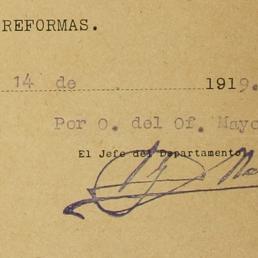 REFORMAS.
14 de 1919.
Por O. del Of. Mayo
El Jefe del Departamento